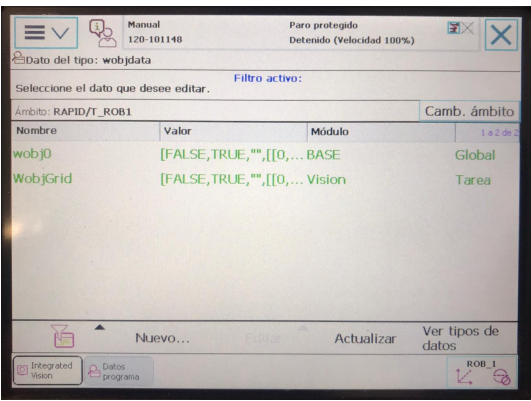 Manual
120-101148
Paro protegido
Detenido (Velocidad 100%)
Dato del tipo: wobjdata
Filtro activo:
Seleccione el dato que desee editar.
Ámbito: RAPID/T_ROB1
Camb. ámbito
Nombre Valor Módulo 1 a 2 de 2
wobj0 [FALSE,TRUE,"",[[0,... BASE Global
WobjGrid [FALSE,TRUE,"",[[0,... Vision Tarea
Nuevo... Editar Actualizar Ver tipos de datos
Integrated Vision
Datos programa
ROB_1